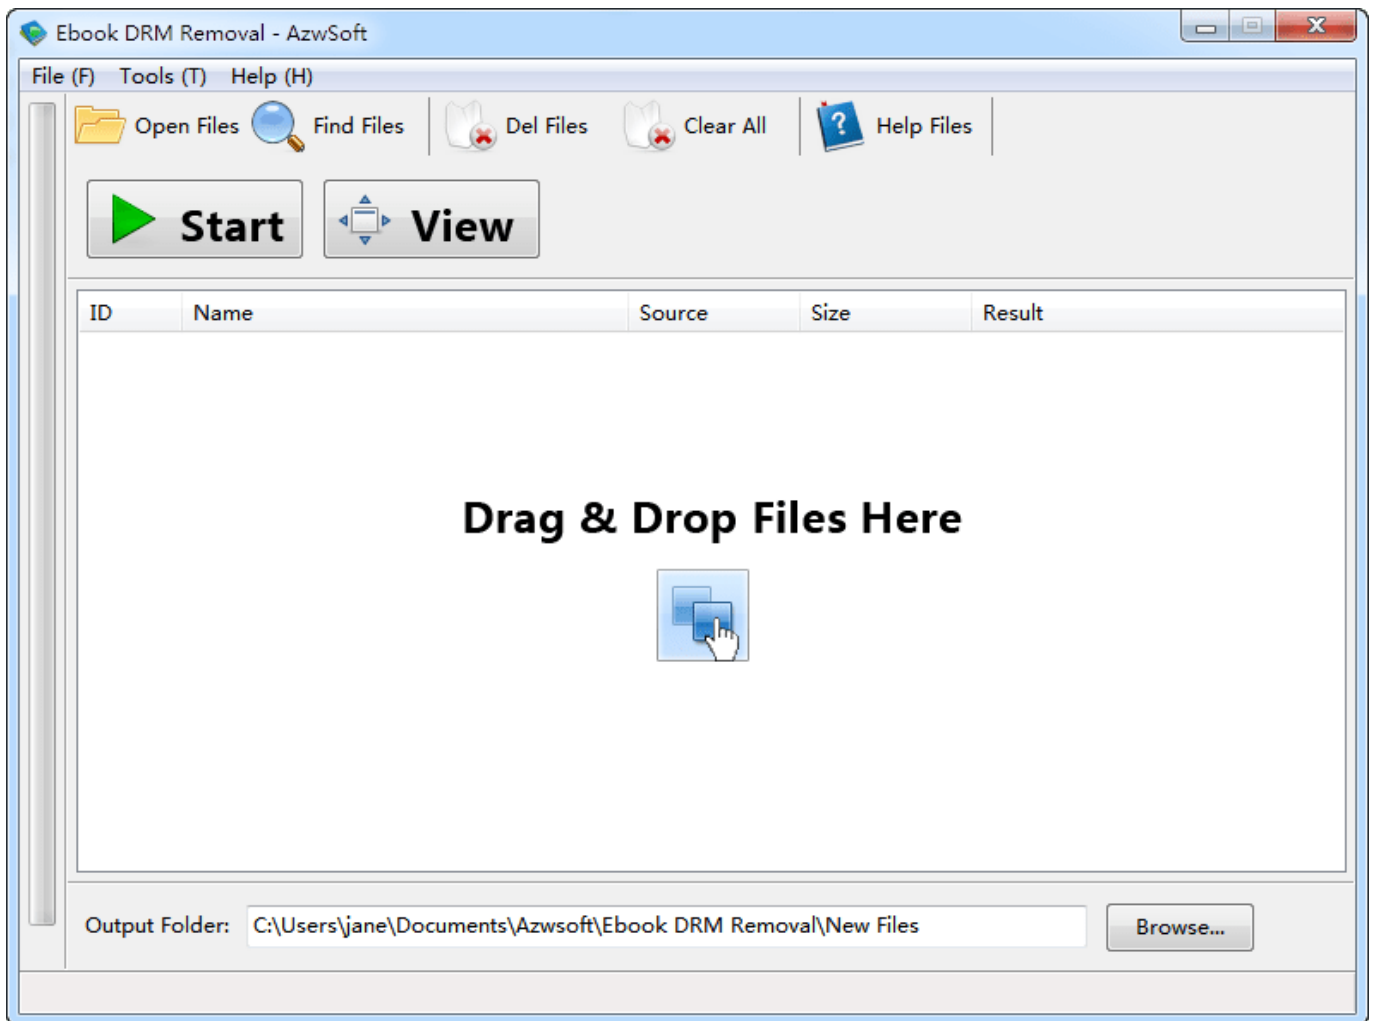 Ebook DRM Removal - AzwSoft
File (F) Tools (T) Help (H)
Open Files Find Files Del Files Clear All ? Help Files
Start View
ID Name Source Size Result
Drag & Drop Files Here
Output Folder: C:\Users\jane\Documents\Azwsoft\Ebook DRM Removal\New Files Browse...